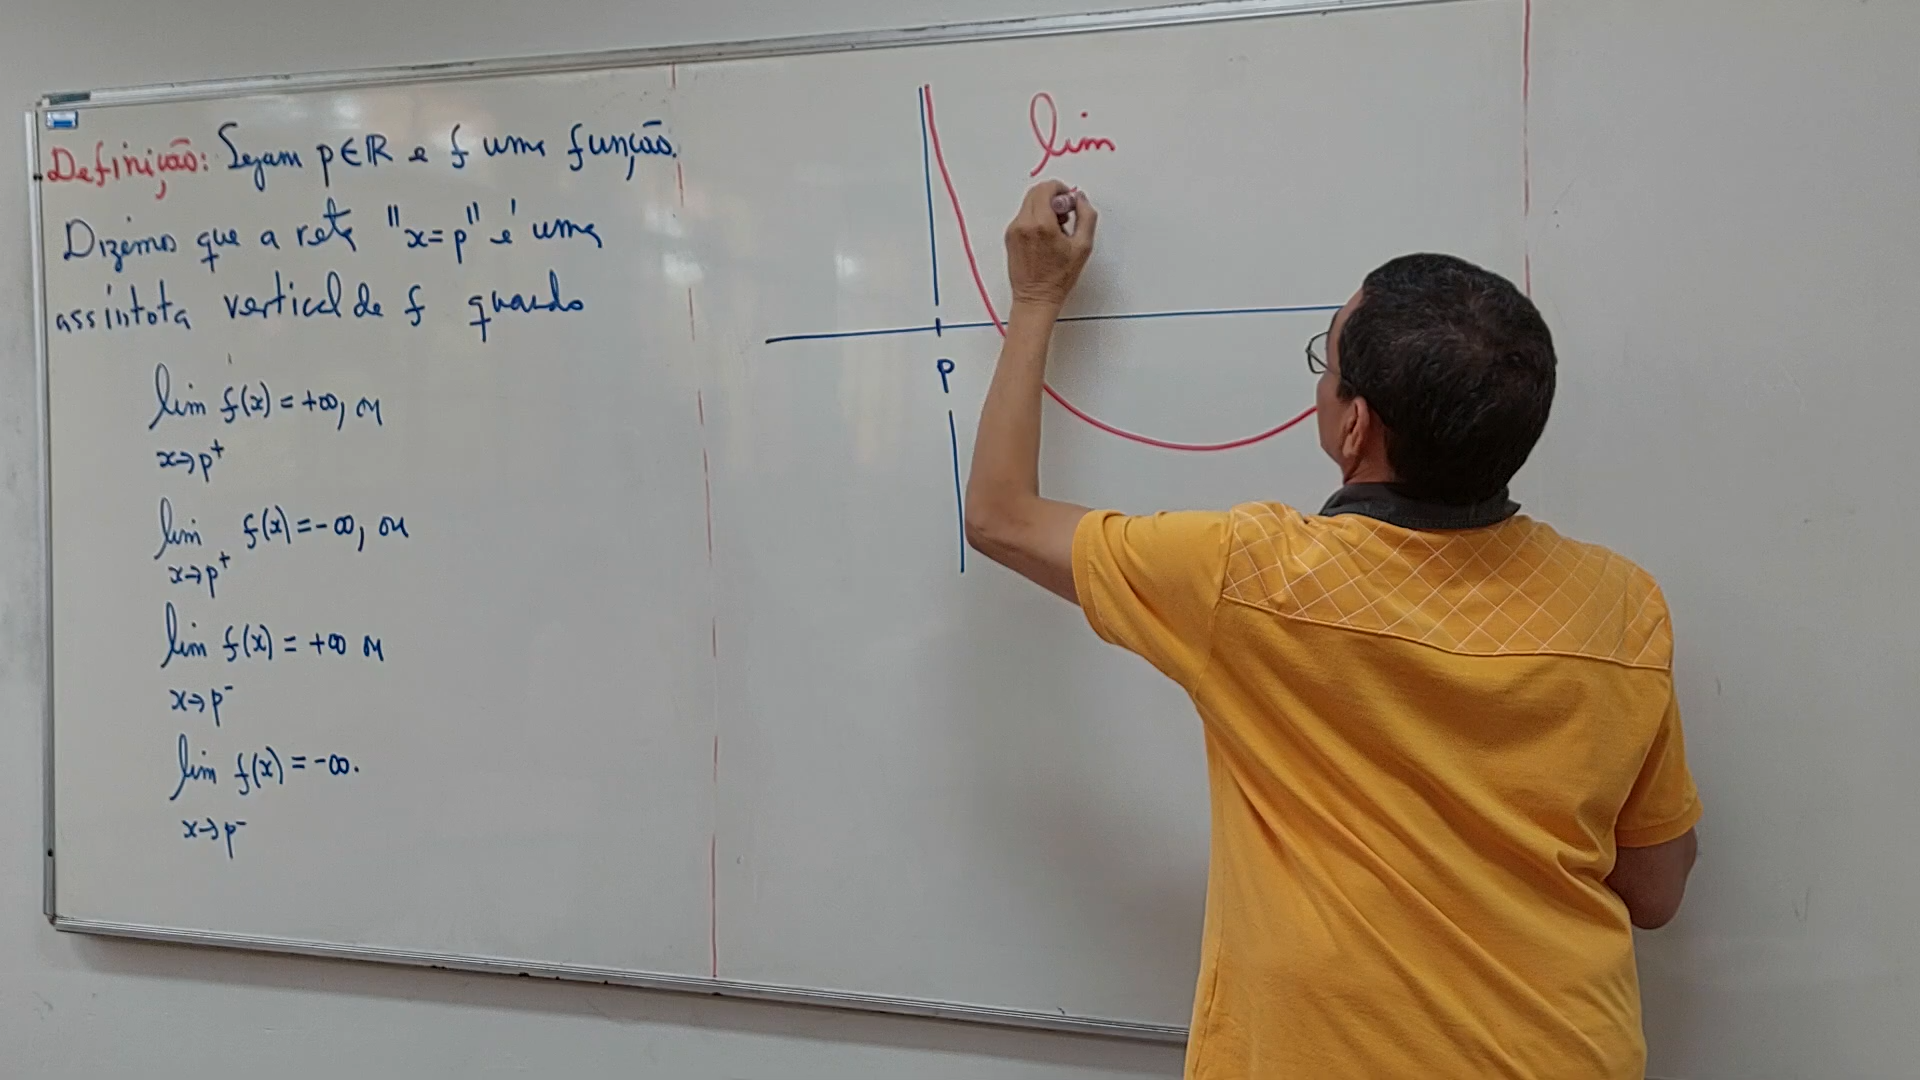 Definição: Sejam p∈ℝ e f uma função.
Dizemos que a reta "x=p" é uma
assíntota vertical de f quando
lim f(x) = +∞, ou
x→p⁺
lim f(x) = -∞, ou
x→p⁺
lim f(x) = +∞ ou
x→p⁻
lim f(x) = -∞.
x→p⁻
lim
p